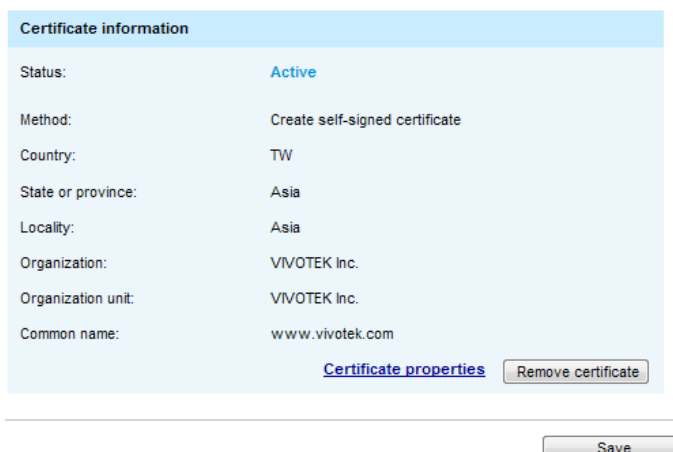 Certificate information
Status: Active
Method: Create self-signed certificate
Country: TW
State or province: Asia
Locality: Asia
Organization: VIVOTEK Inc.
Organization unit: VIVOTEK Inc.
Common name: www.vivotek.com
Certificate properties Remove certificate
Save